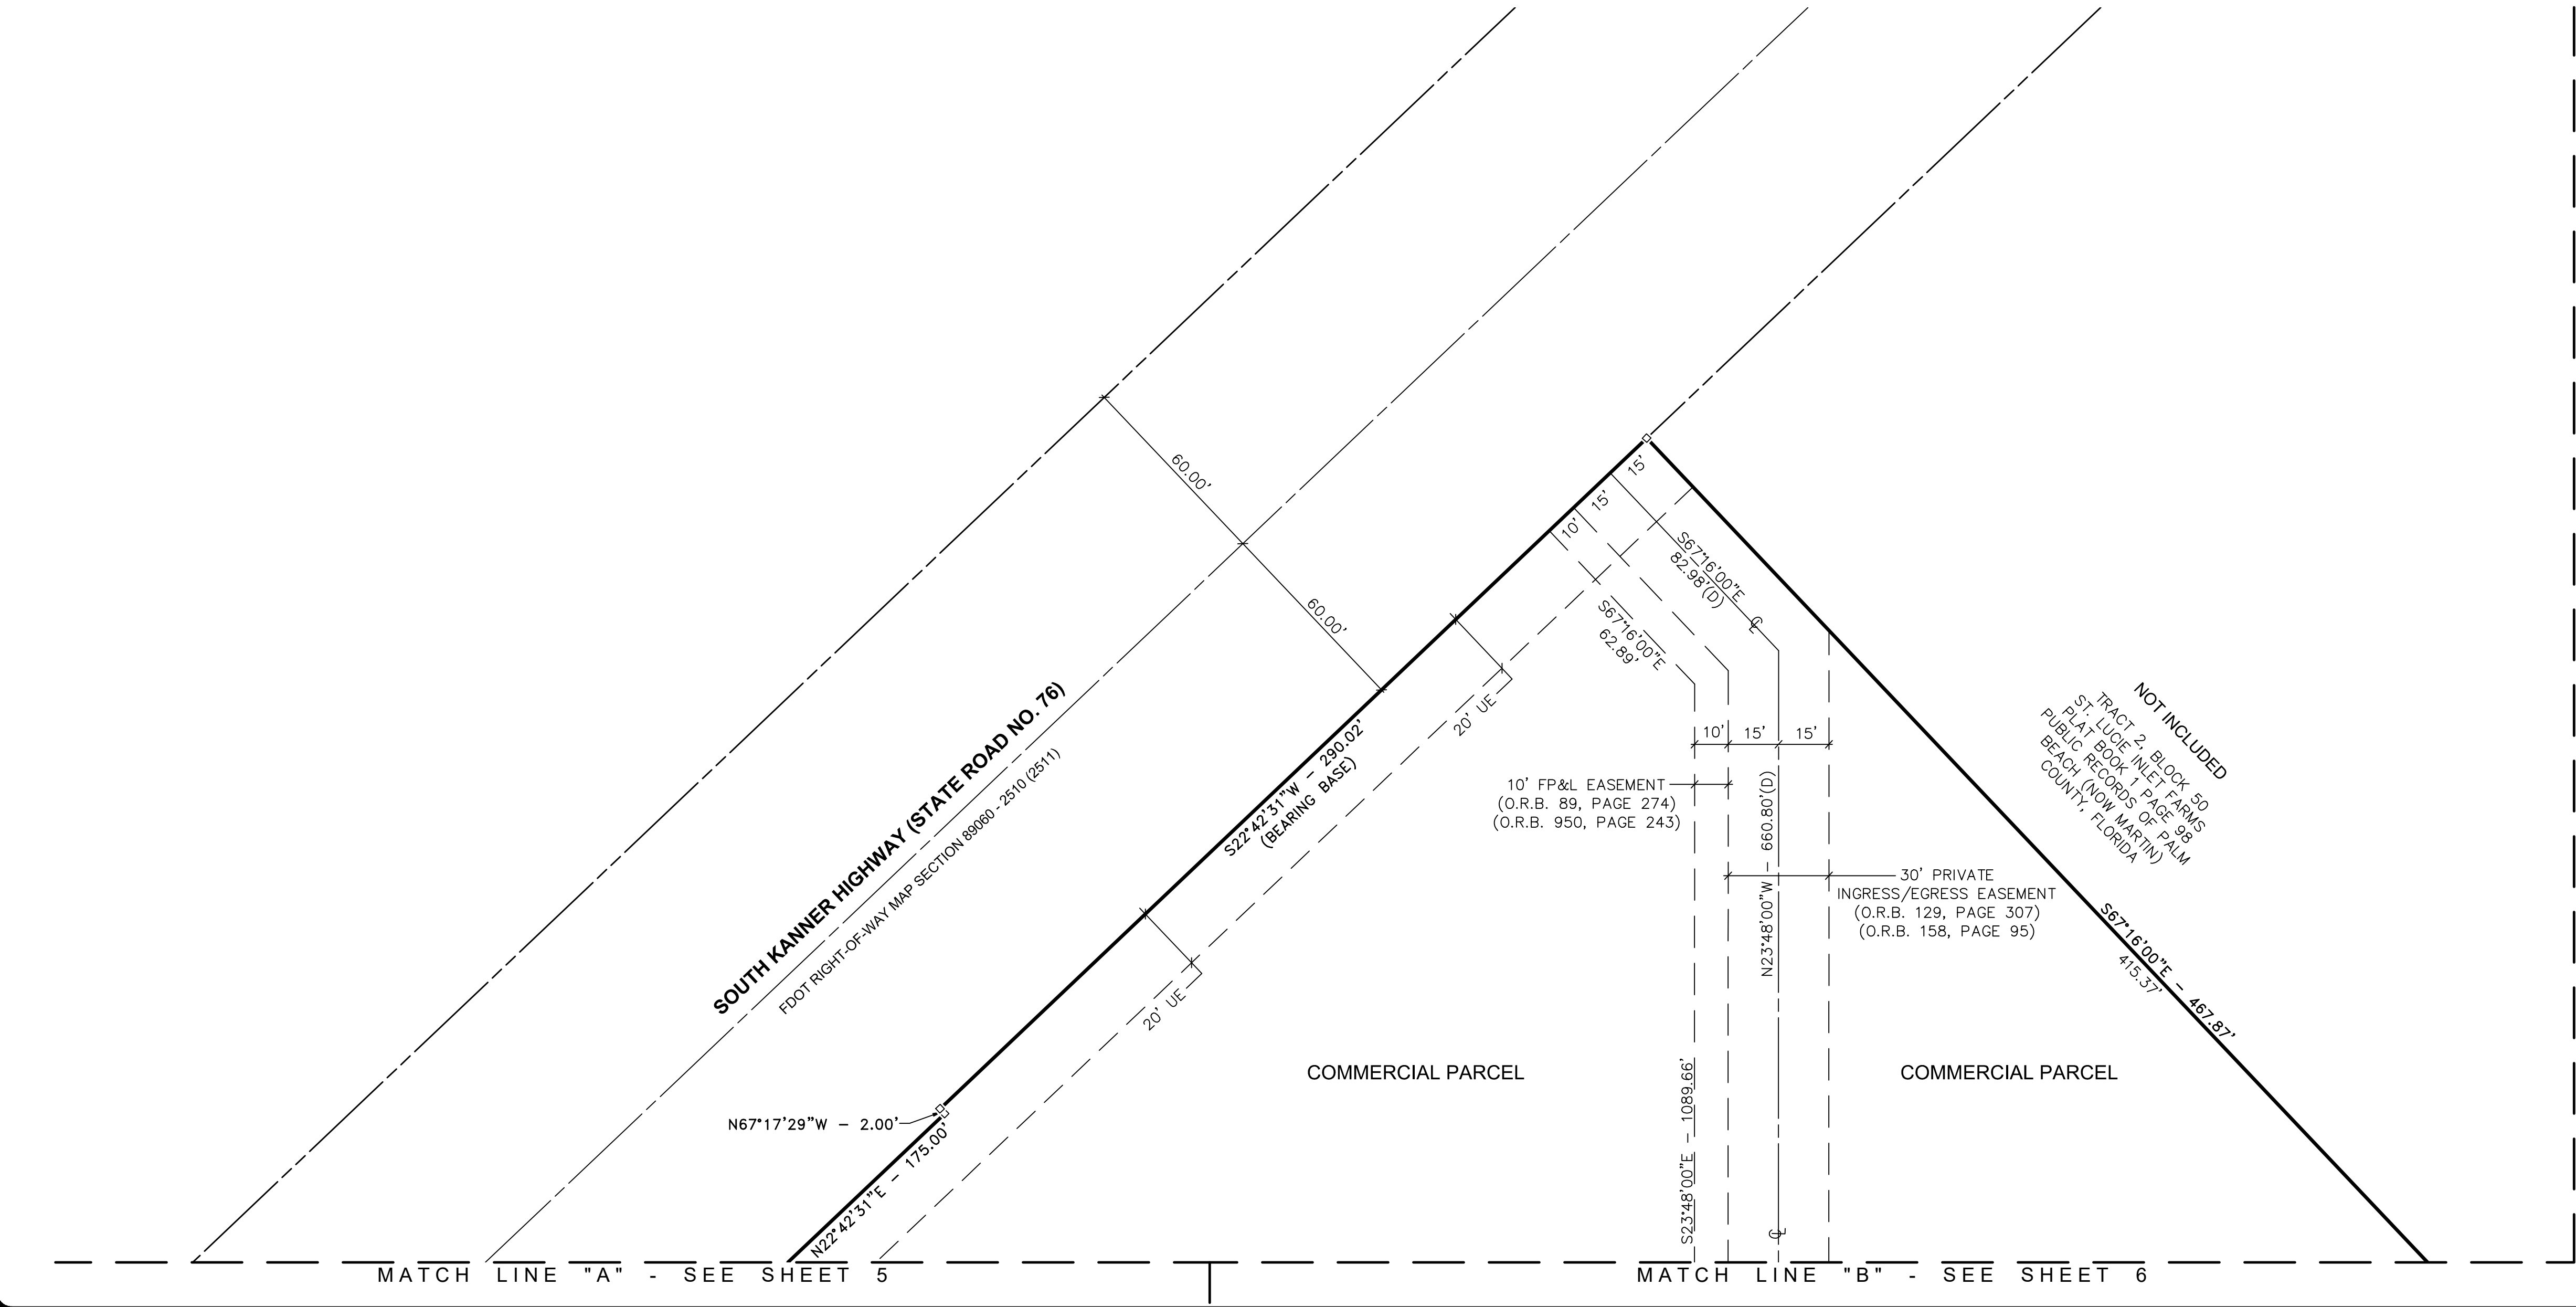 60.00'
60.00'
15'
15'
10'
S67°16'00"E
82.98'(D)
℄
S67°16'00"E
62.89'
20' UE
10'
15'
15'
NOT INCLUDED
TRACT 2, BLOCK 50
ST. LUCIE INLET FARMS
PLAT BOOK 1 PAGE 98
PUBLIC RECORDS OF PALM
BEACH (NOW MARTIN)
COUNTY, FLORIDA
SOUTH KANNER HIGHWAY (STATE ROAD NO. 76)
FDOT RIGHT-OF-WAY MAP SECTION 89060 - 2510 (2511)
S22°42'31"W - 290.02'
(BEARING BASE)
10' FP&L EASEMENT
(O.R.B. 89, PAGE 274)
(O.R.B. 950, PAGE 243)
N23°48'00"W - 660.80'(D)
30' PRIVATE
INGRESS/EGRESS EASEMENT
(O.R.B. 129, PAGE 307)
(O.R.B. 158, PAGE 95)
S67°16'00"E - 467.87'
415.37'
20' UE
COMMERCIAL PARCEL
COMMERCIAL PARCEL
N67°17'29"W - 2.00'
N22°42'31"E - 175.00'
S23°48'00"E - 1089.66'
℄
MATCH LINE "A" - SEE SHEET 5
MATCH LINE "B" - SEE SHEET 6